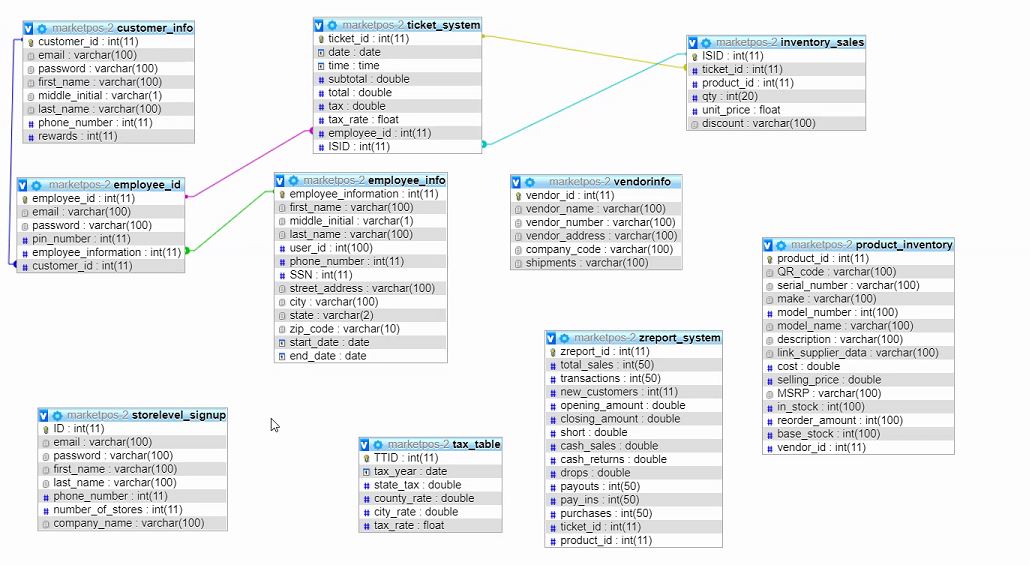 marketpos-2 customer_info
customer_id : int(11)
email : varchar(100)
password : varchar(100)
first_name : varchar(100)
middle_initial : varchar(1)
last_name : varchar(100)
phone_number : int(11)
rewards : int(11)
marketpos-2 ticket_system
ticket_id : int(11)
date : date
time : time
subtotal : double
total : double
tax : double
tax_rate : float
employee_id : int(11)
ISID : int(11)
marketpos-2 inventory_sales
ISID : int(11)
ticket_id : int(11)
product_id : int(11)
qty : int(20)
unit_price : float
discount : varchar(100)
marketpos-2 employee_id
employee_id : int(11)
email : varchar(100)
password : varchar(100)
pin_number : int(11)
employee_information : int(11)
customer_id : int(11)
marketpos-2 employee_info
employee_information : int(11)
first_name : varchar(100)
middle_initial : varchar(1)
last_name : varchar(100)
user_id : int(100)
phone_number : int(11)
SSN : int(11)
street_address : varchar(100)
city : varchar(100)
state : varchar(2)
zip_code : varchar(10)
start_date : date
end_date : date
marketpos-2 vendorinfo
vendor_id : int(11)
vendor_name : varchar(100)
vendor_number : varchar(100)
vendor_address : varchar(100)
company_code : varchar(100)
shipments : varchar(100)
marketpos-2 product_inventory
product_id : int(11)
QR_code : varchar(100)
serial_number : varchar(100)
make : varchar(100)
model_number : int(100)
model_name : varchar(100)
description : varchar(100)
link_supplier_data : varchar(100)
cost : double
selling_price : double
MSRP : varchar(100)
in_stock : int(100)
reorder_amount : int(100)
base_stock : int(100)
vendor_id : int(11)
marketpos-2 zreport_system
zreport_id : int(11)
total_sales : int(50)
transactions : int(50)
new_customers : int(11)
opening_amount : double
closing_amount : double
short : double
cash_sales : double
cash_returns : double
drops : double
payouts : int(50)
pay_ins : int(50)
purchases : int(50)
ticket_id : int(11)
product_id : int(11)
marketpos-2 storelevel_signup
ID : int(11)
email : varchar(100)
password : varchar(100)
first_name : varchar(100)
last_name : varchar(100)
phone_number : int(11)
number_of_stores : int(11)
company_name : varchar(100)
marketpos-2 tax_table
TTID : int(11)
tax_year : date
state_tax : double
county_rate : double
city_rate : double
tax_rate : float